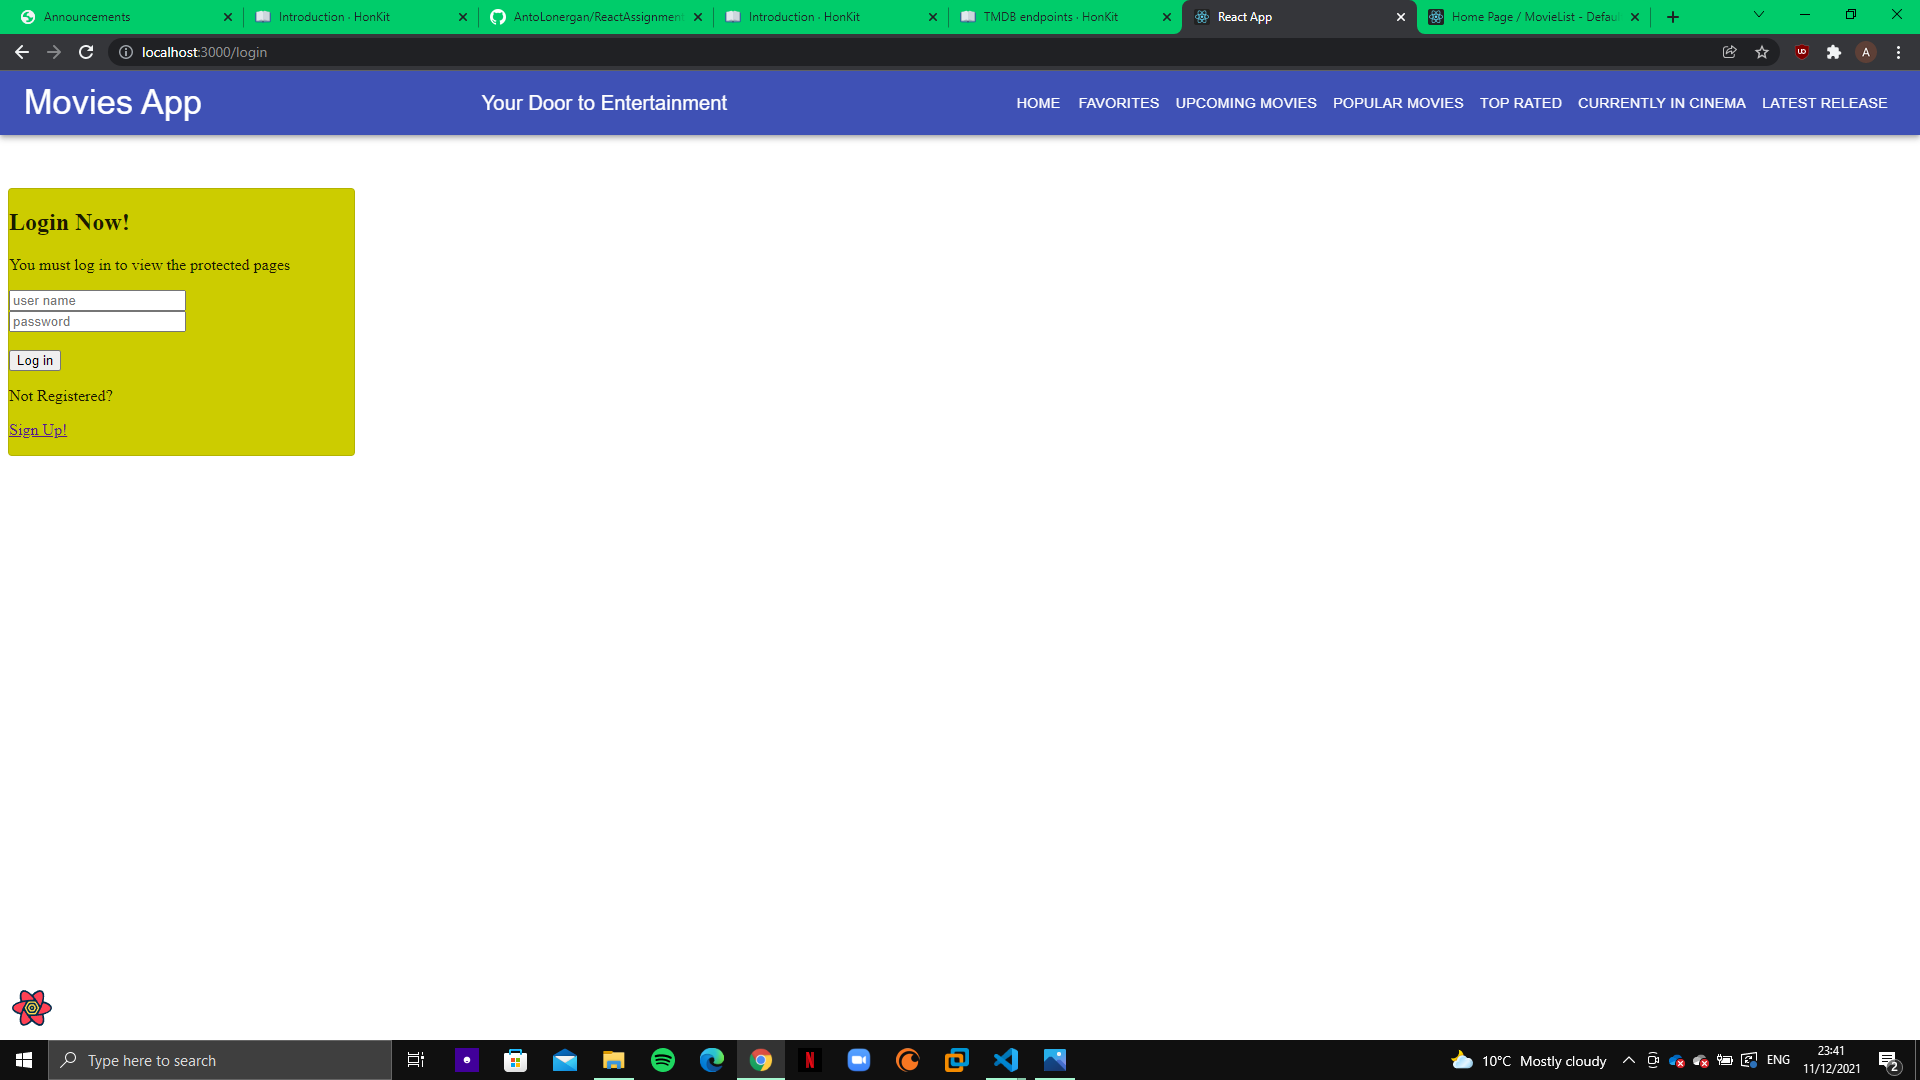 Announcements
Introduction · HonKit
AntoLonergan/ReactAssignment
Introduction · HonKit
TMDB endpoints · HonKit
React App
Home Page / MovieList - Defau
localhost:3000/login
A
Movies App
Your Door to Entertainment
HOME
FAVORITES
UPCOMING MOVIES
POPULAR MOVIES
TOP RATED
CURRENTLY IN CINEMA
LATEST RELEASE
Login Now!
You must log in to view the protected pages
user name
password
Log in
Not Registered?
Sign Up!
Type here to search
10°C Mostly cloudy
ENG
23:41
11/12/2021
2